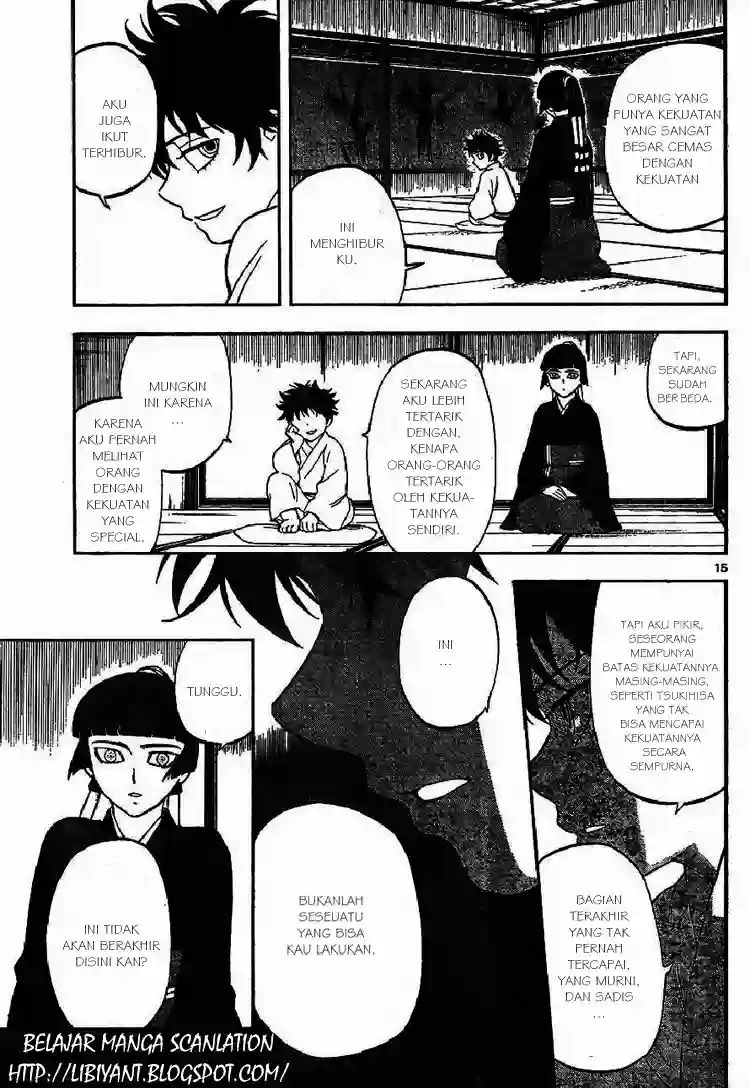 ORANG YANG
PUNYA KEKUATAN
YANG SANGAT
BESAR CEMAS
DENGAN
KEKUATAN
INI
MENGHIBUR
KU.
AKU
JUGA
IKUT
TERHIBUR.
TAPI,
SEKARANG
SUDAH
BERBEDA.
SEKARANG
AKU LEBIH
TERTARIK
DENGAN,
KENAPA
ORANG-ORANG
TERTARIK
OLEH KEKUA-
TANNYA
SENDIRI.
MUNGKIN
INI KARENA
...
KARENA
AKU PERNAH
MELIHAT
ORANG
DENGAN
KEKUATAN
YANG
SPECIAL.
15
TAPI AKU PIKIR,
SESEORANG
MEMPUNYAI
BATAS KEKUATANNYA
MASING-MASING,
SEPERTI TSUKIHISA
YANG TAK
BISA MENCAPAI
KEKUATANNYA
SECARA
SEMPURNA.
BAGIAN
TERAKHIR
YANG TAK
PERNAH
TERCAPAI,
YANG MURNI,
DAN SADIS
...
INI
...
BUKANLAH
SESEUATU
YANG BISA
KAU LAKUKAN.
TUNGGU.
INI TIDAK
AKAN BERAKHIR
DISINI KAN?
BELAJAR MANGA SCANLATION
HTTP://LIBIYANT.BLOGSPOT.COM/